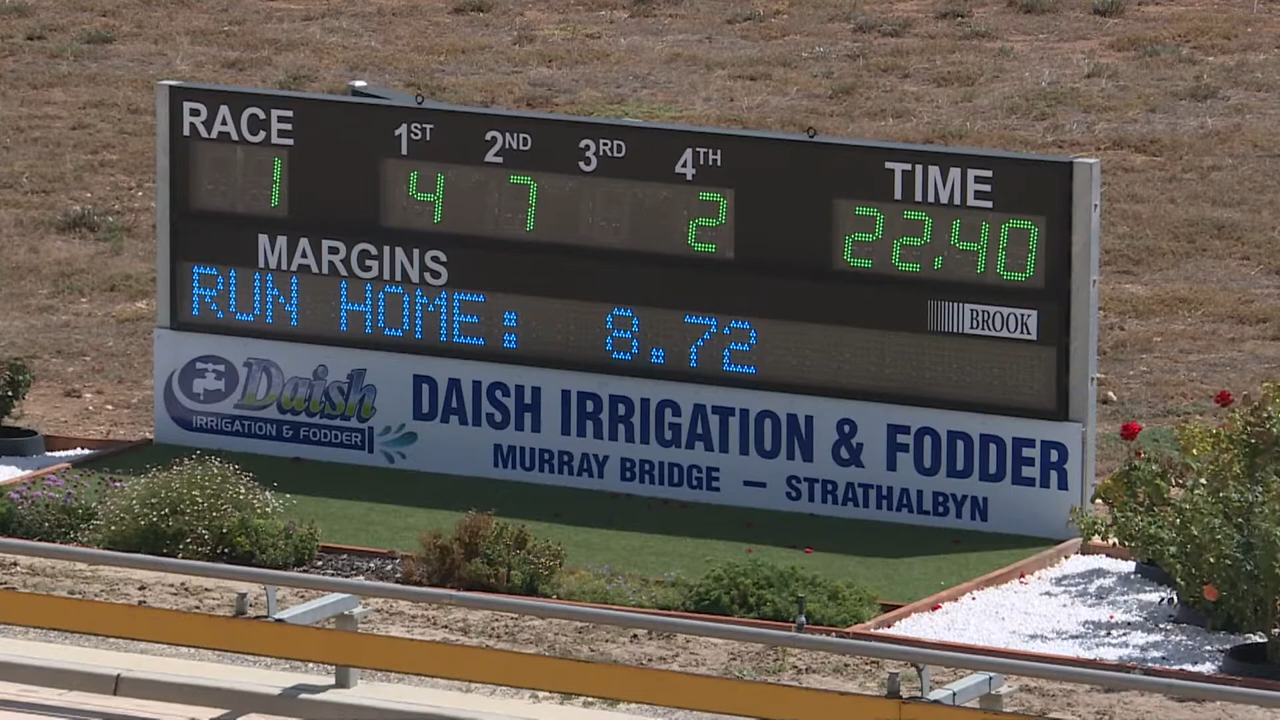 RACE 1ST 2ND 3RD 4TH TIME
1 4 7 2 22.40
MARGINS
RUN HOME: 8.72
BROOK
Daish
IRRIGATION & FODDER
DAISH IRRIGATION & FODDER
MURRAY BRIDGE – STRATHALBYN